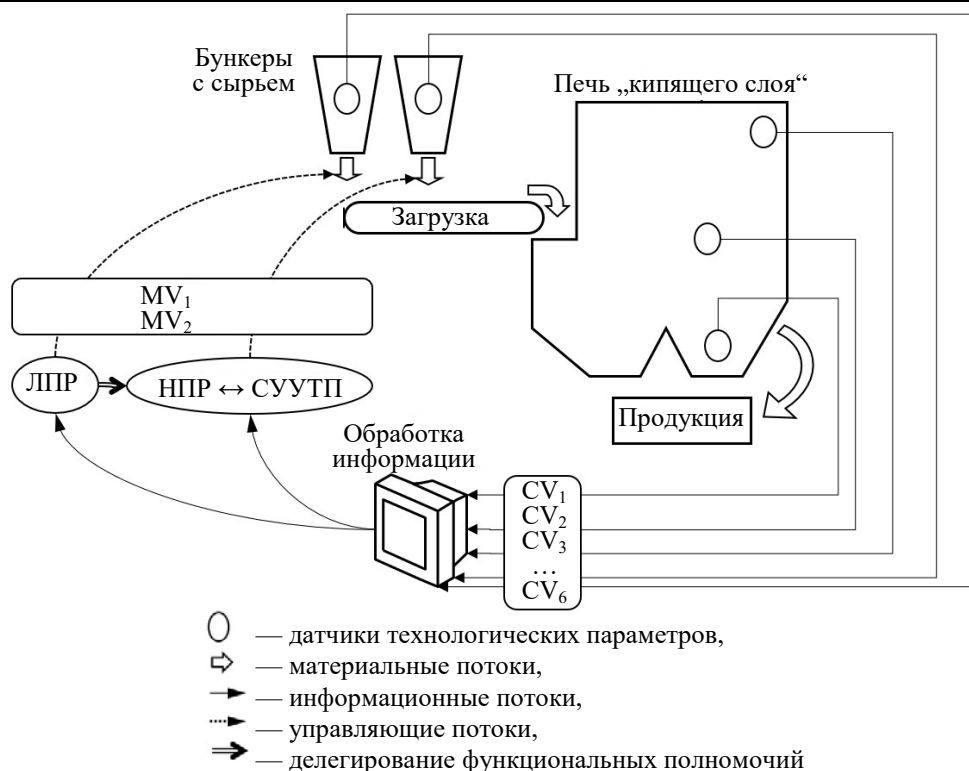 Бункеры
с сырьем
Печь „кипящего слоя“
Загрузка
MV₁
MV₂
ЛПР
НПР ↔ СУУТП
Продукция
Обработка
информации
CV₁
CV₂
CV₃
…
CV₆
— датчики технологических параметров,
— материальные потоки,
— информационные потоки,
— управляющие потоки,
— делегирование функциональных полномочий